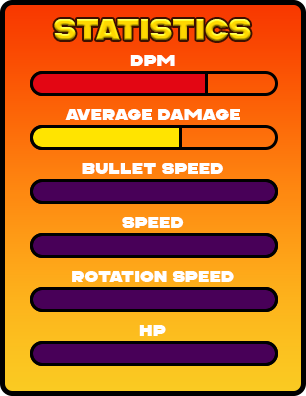 STATISTICS
DPM
AVERAGE DAMAGE
BULLET SPEED
SPEED
ROTATION SPEED
HP